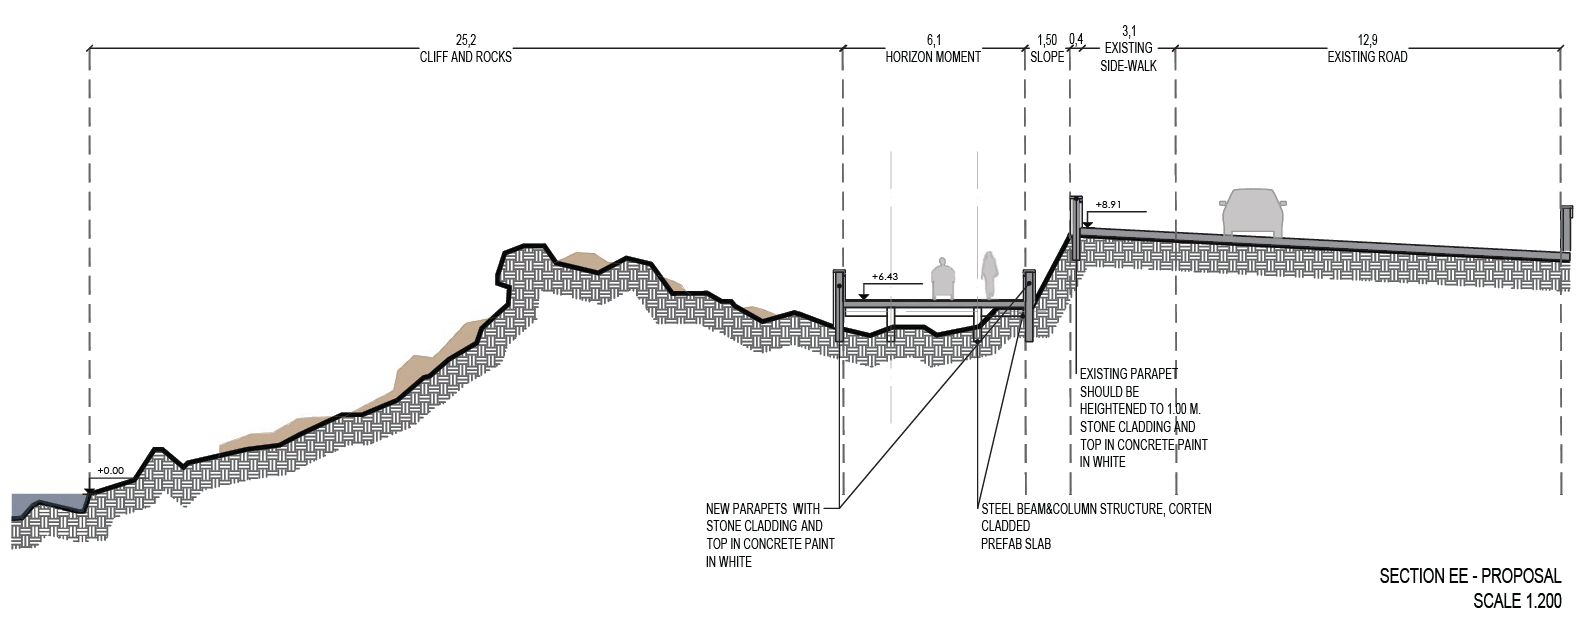 25,2
CLIFF AND ROCKS
6,1
HORIZON MOMENT
1,50
SLOPE
0,4
3,1
EXISTING
SIDE-WALK
12,9
EXISTING ROAD
+8.91
+6.43
+0.00
EXISTING PARAPET
SHOULD BE
HEIGHTENED TO 1.00 M.
STONE CLADDING AND
TOP IN CONCRETE PAINT
IN WHITE
NEW PARAPETS WITH
STONE CLADDING AND
TOP IN CONCRETE PAINT
IN WHITE
STEEL BEAM&COLUMN STRUCTURE, CORTEN
CLADDED
PREFAB SLAB
SECTION EE - PROPOSAL
SCALE 1.200